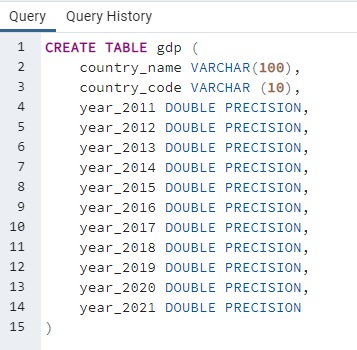 Query Query History
1 CREATE TABLE gdp (
2 country_name VARCHAR(100),
3 country_code VARCHAR (10),
4 year_2011 DOUBLE PRECISION,
5 year_2012 DOUBLE PRECISION,
6 year_2013 DOUBLE PRECISION,
7 year_2014 DOUBLE PRECISION,
8 year_2015 DOUBLE PRECISION,
9 year_2016 DOUBLE PRECISION,
10 year_2017 DOUBLE PRECISION,
11 year_2018 DOUBLE PRECISION,
12 year_2019 DOUBLE PRECISION,
13 year_2020 DOUBLE PRECISION,
14 year_2021 DOUBLE PRECISION
15 )